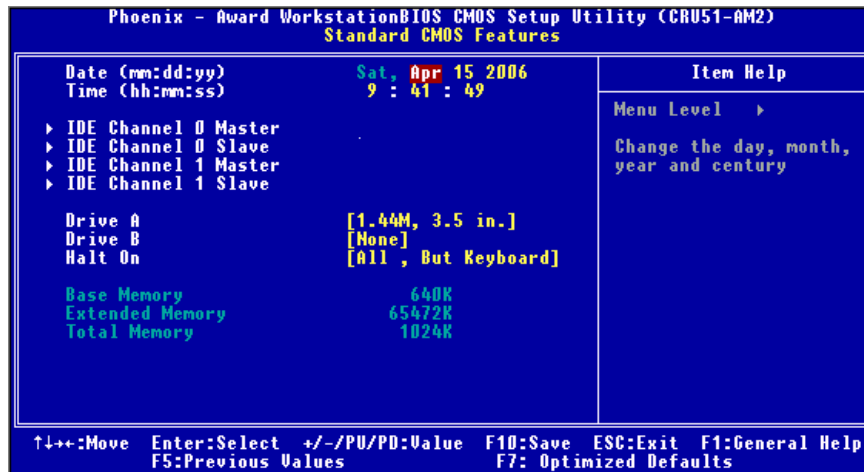 Phoenix - Award WorkstationBIOS CMOS Setup Utility (CRU51-AM2)
Standard CMOS Features
Date (mm:dd:yy) Sat, Apr 15 2006
Time (hh:mm:ss) 9 : 41 : 49
IDE Channel 0 Master
IDE Channel 0 Slave
IDE Channel 1 Master
IDE Channel 1 Slave
Drive A [1.44M, 3.5 in.]
Drive B [None]
Halt On [All , But Keyboard]
Base Memory 640K
Extended Memory 65472K
Total Memory 1024K
Item Help
Menu Level
Change the day, month,
year and century
↑↓→←:Move Enter:Select +/-/PU/PD:Value F10:Save ESC:Exit F1:General Help
F5:Previous Values F7: Optimized Defaults